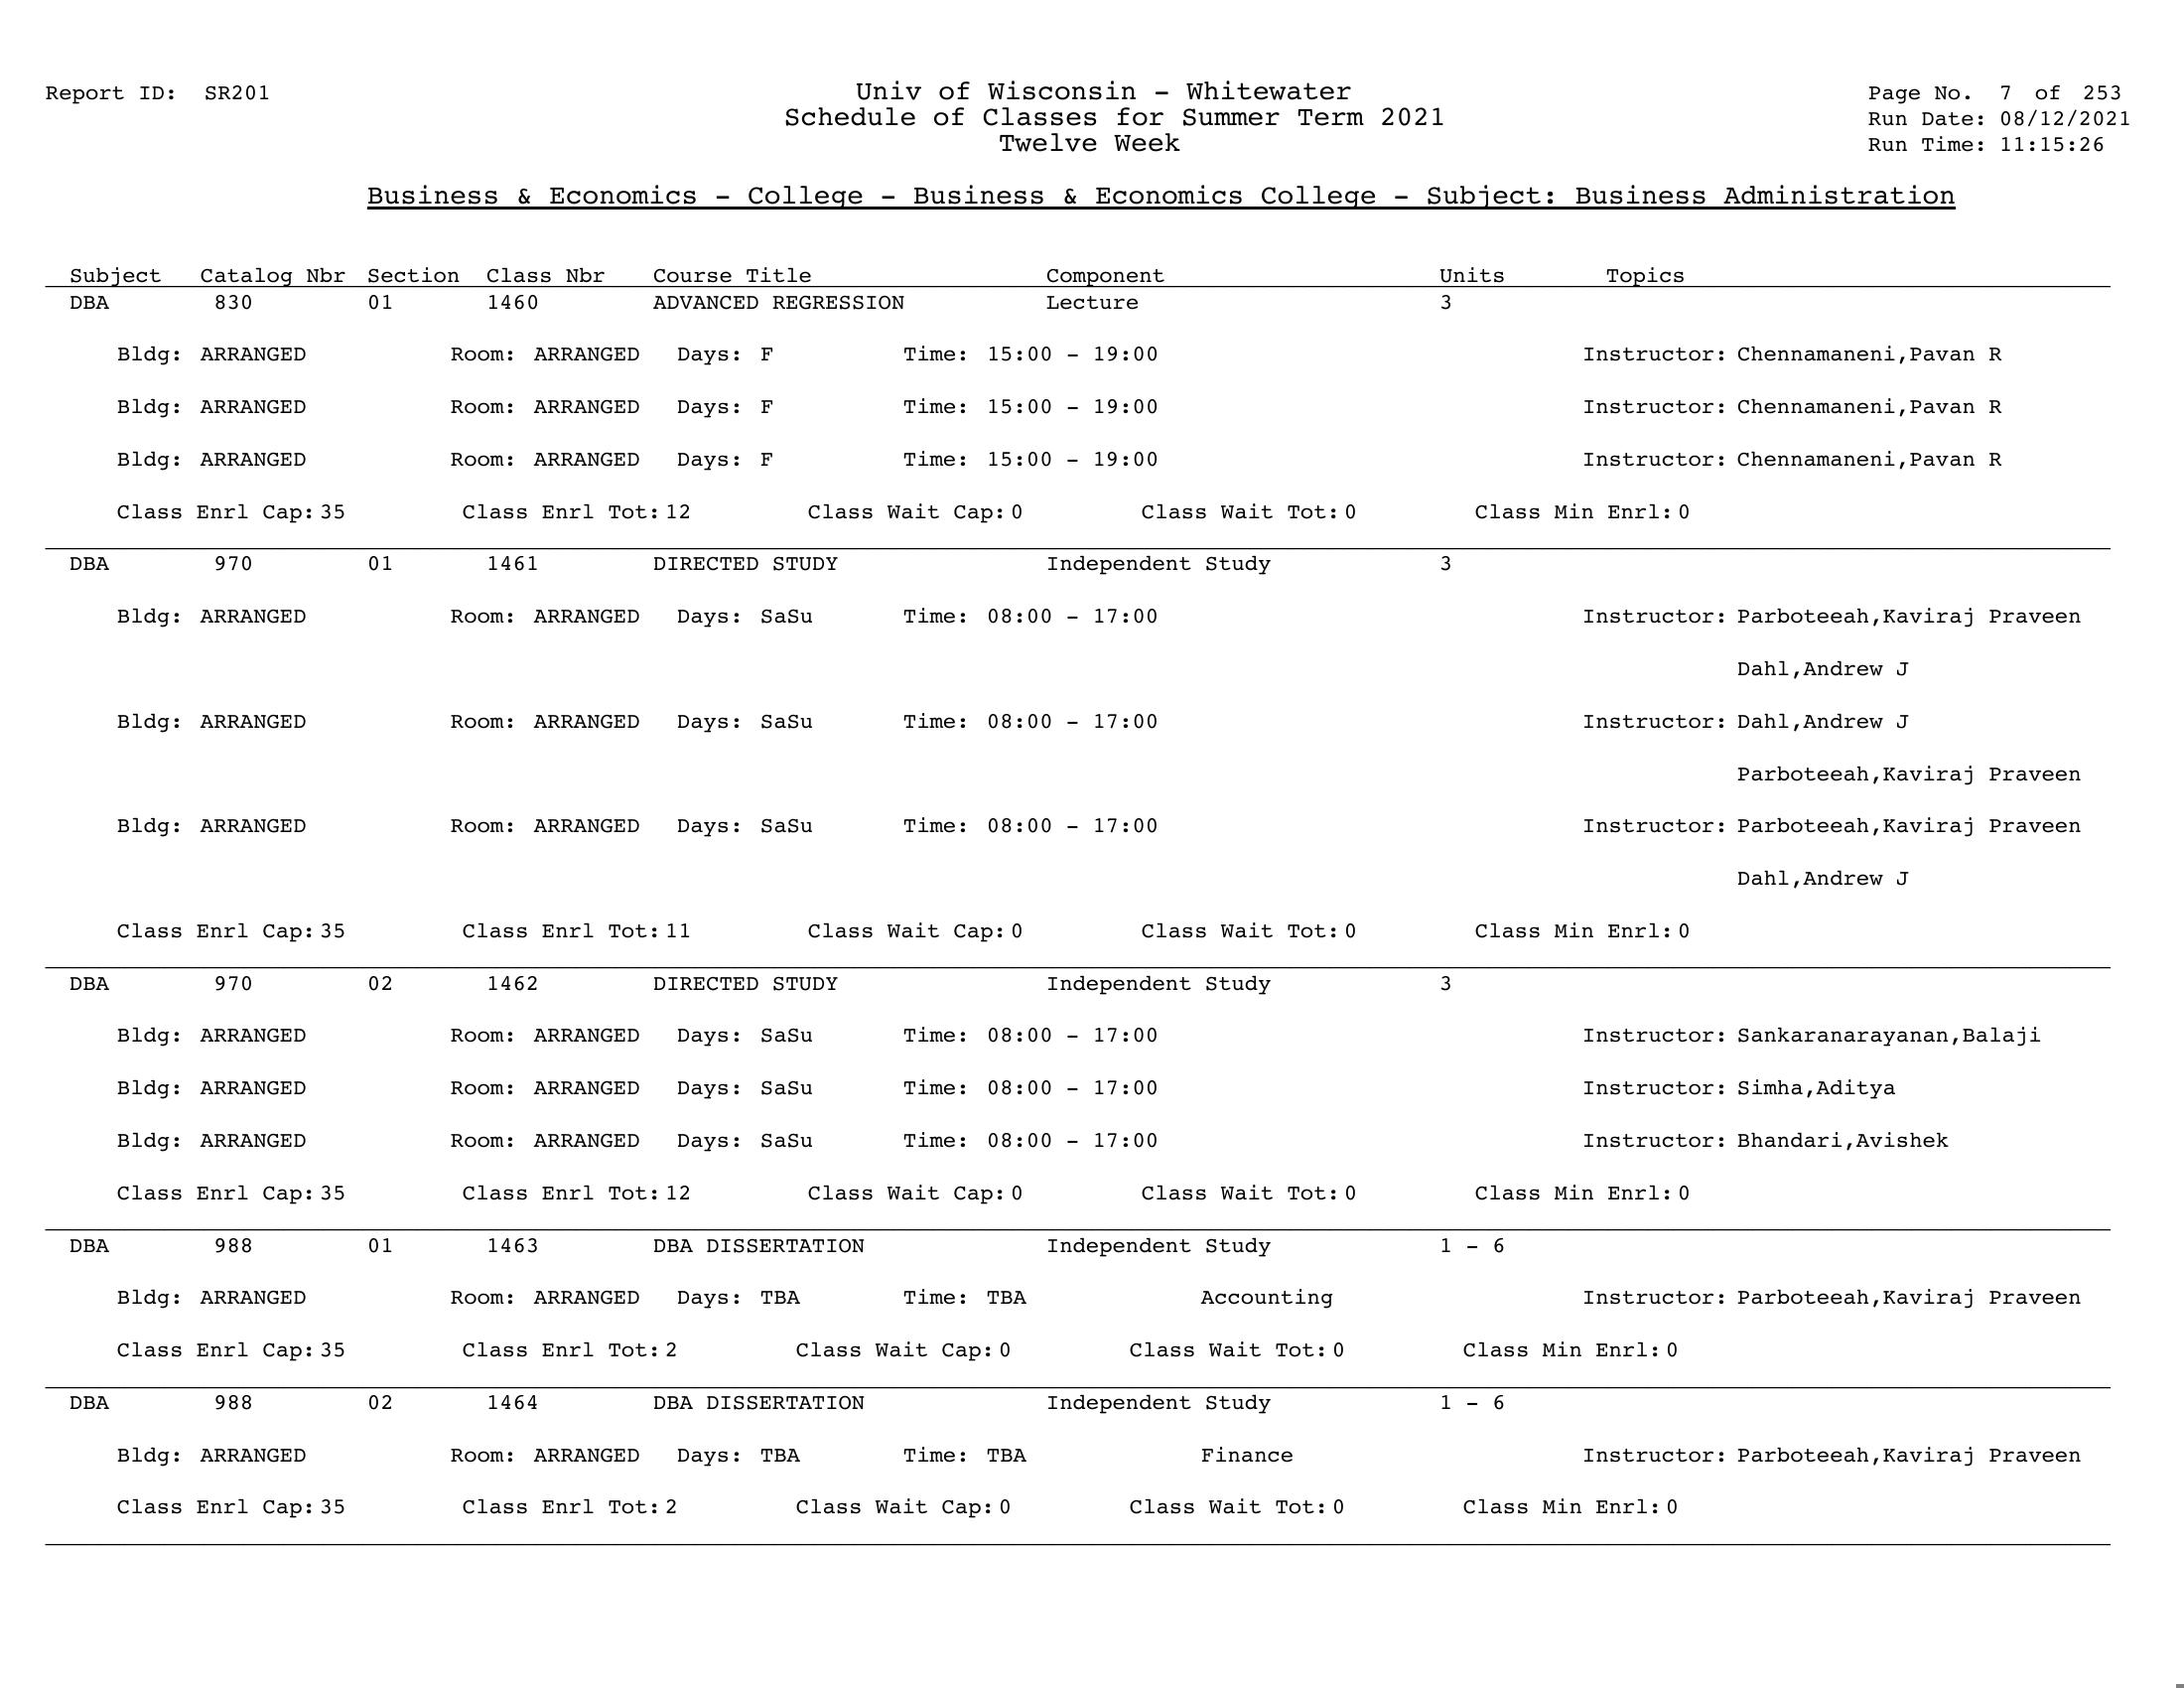 Report ID: SR201 Univ of Wisconsin - Whitewater Page No. 7 of 253
Schedule of Classes for Summer Term 2021 Run Date: 08/12/2021
Twelve Week Run Time: 11:15:26
Business & Economics - College - Business & Economics College - Subject: Business Administration
Subject Catalog Nbr Section Class Nbr Course Title Component Units Topics
DBA 830 01 1460 ADVANCED REGRESSION Lecture 3
Bldg: ARRANGED Room: ARRANGED Days: F Time: 15:00 - 19:00 Instructor: Chennamaneni,Pavan R
Bldg: ARRANGED Room: ARRANGED Days: F Time: 15:00 - 19:00 Instructor: Chennamaneni,Pavan R
Bldg: ARRANGED Room: ARRANGED Days: F Time: 15:00 - 19:00 Instructor: Chennamaneni,Pavan R
Class Enrl Cap: 35 Class Enrl Tot: 12 Class Wait Cap: 0 Class Wait Tot: 0 Class Min Enrl: 0
DBA 970 01 1461 DIRECTED STUDY Independent Study 3
Bldg: ARRANGED Room: ARRANGED Days: SaSu Time: 08:00 - 17:00 Instructor: Parboteeah,Kaviraj Praveen
Dahl,Andrew J
Bldg: ARRANGED Room: ARRANGED Days: SaSu Time: 08:00 - 17:00 Instructor: Dahl,Andrew J
Parboteeah,Kaviraj Praveen
Bldg: ARRANGED Room: ARRANGED Days: SaSu Time: 08:00 - 17:00 Instructor: Parboteeah,Kaviraj Praveen
Dahl,Andrew J
Class Enrl Cap: 35 Class Enrl Tot: 11 Class Wait Cap: 0 Class Wait Tot: 0 Class Min Enrl: 0
DBA 970 02 1462 DIRECTED STUDY Independent Study 3
Bldg: ARRANGED Room: ARRANGED Days: SaSu Time: 08:00 - 17:00 Instructor: Sankaranarayanan,Balaji
Bldg: ARRANGED Room: ARRANGED Days: SaSu Time: 08:00 - 17:00 Instructor: Simha,Aditya
Bldg: ARRANGED Room: ARRANGED Days: SaSu Time: 08:00 - 17:00 Instructor: Bhandari,Avishek
Class Enrl Cap: 35 Class Enrl Tot: 12 Class Wait Cap: 0 Class Wait Tot: 0 Class Min Enrl: 0
DBA 988 01 1463 DBA DISSERTATION Independent Study 1 - 6
Bldg: ARRANGED Room: ARRANGED Days: TBA Time: TBA Accounting Instructor: Parboteeah,Kaviraj Praveen
Class Enrl Cap: 35 Class Enrl Tot: 2 Class Wait Cap: 0 Class Wait Tot: 0 Class Min Enrl: 0
DBA 988 02 1464 DBA DISSERTATION Independent Study 1 - 6
Bldg: ARRANGED Room: ARRANGED Days: TBA Time: TBA Finance Instructor: Parboteeah,Kaviraj Praveen
Class Enrl Cap: 35 Class Enrl Tot: 2 Class Wait Cap: 0 Class Wait Tot: 0 Class Min Enrl: 0